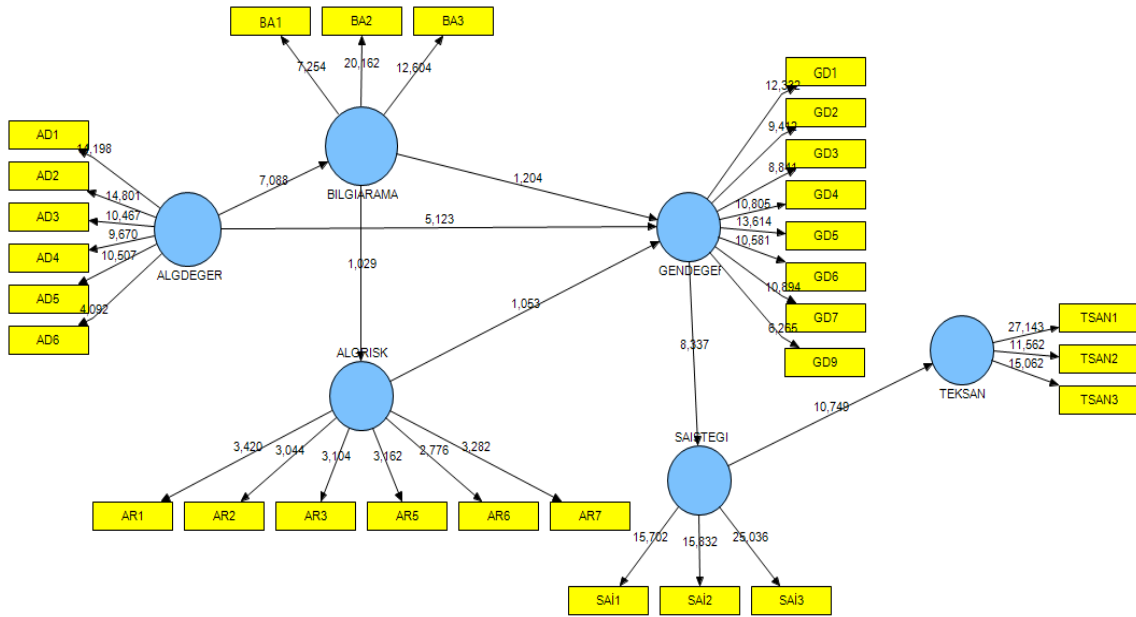 BA1
BA2
BA3
7,254
20,162
12,604
AD1
AD2
AD3
AD4
AD5
AD6
14,198
14,801
10,467
9,670
10,507
4,092
ALGDEGER
7,088
BILGIARAMA
1,204
5,123
1,029
1,053
GENDEGER
12,332
9,412
8,841
10,805
13,614
10,581
10,894
6,265
GD1
GD2
GD3
GD4
GD5
GD6
GD7
GD9
ALGRISK
3,420
3,044
3,104
3,162
2,776
3,282
AR1
AR2
AR3
AR5
AR6
AR7
8,337
SAISTEGI
10,749
TEKSAN
27,143
11,562
15,062
TSAN1
TSAN2
TSAN3
15,702
25,036
SAİ1
SAİ2
SAİ3